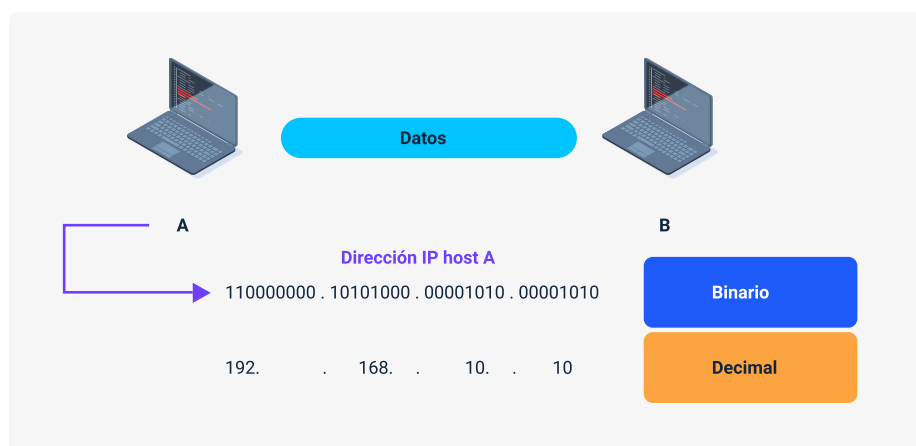 Datos
A
B
Dirección IP host A
110000000 . 10101000 . 00001010 . 00001010
Binario
192. . 168. . 10. . 10
Decimal